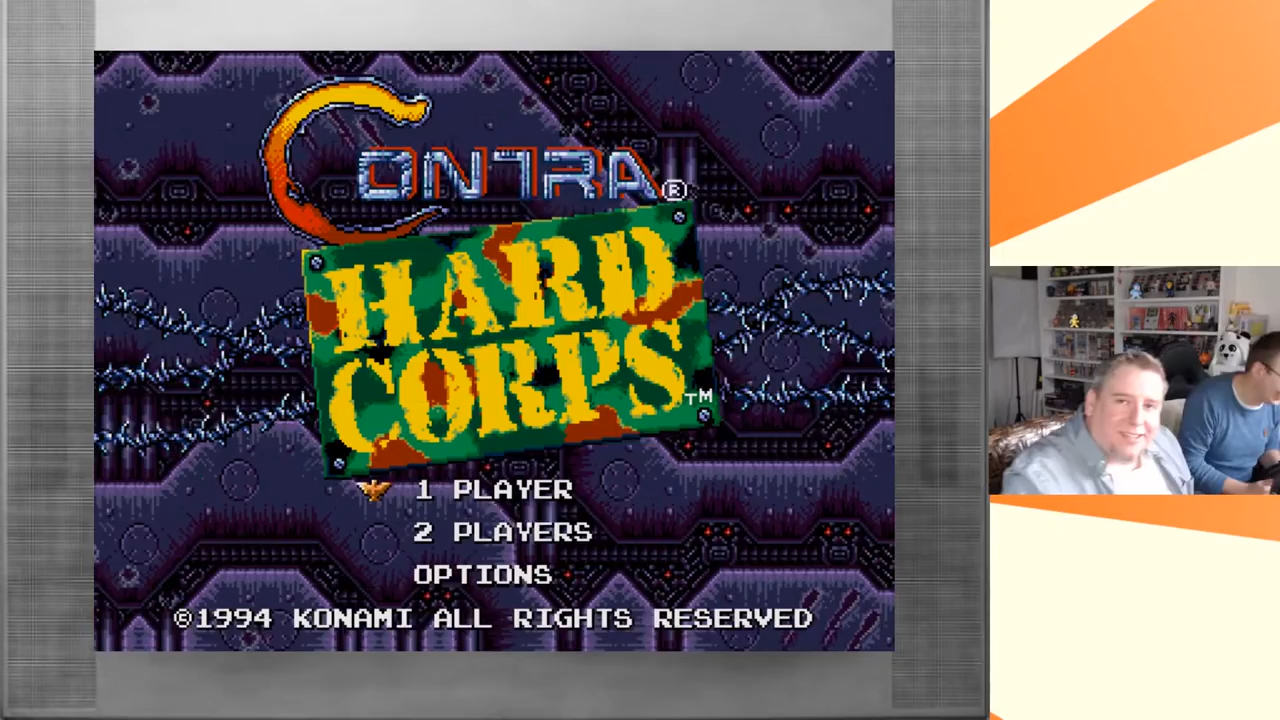 CONTRA®
HARD
CORPS™
1 PLAYER
2 PLAYERS
OPTIONS
©1994 KONAMI ALL RIGHTS RESERVED